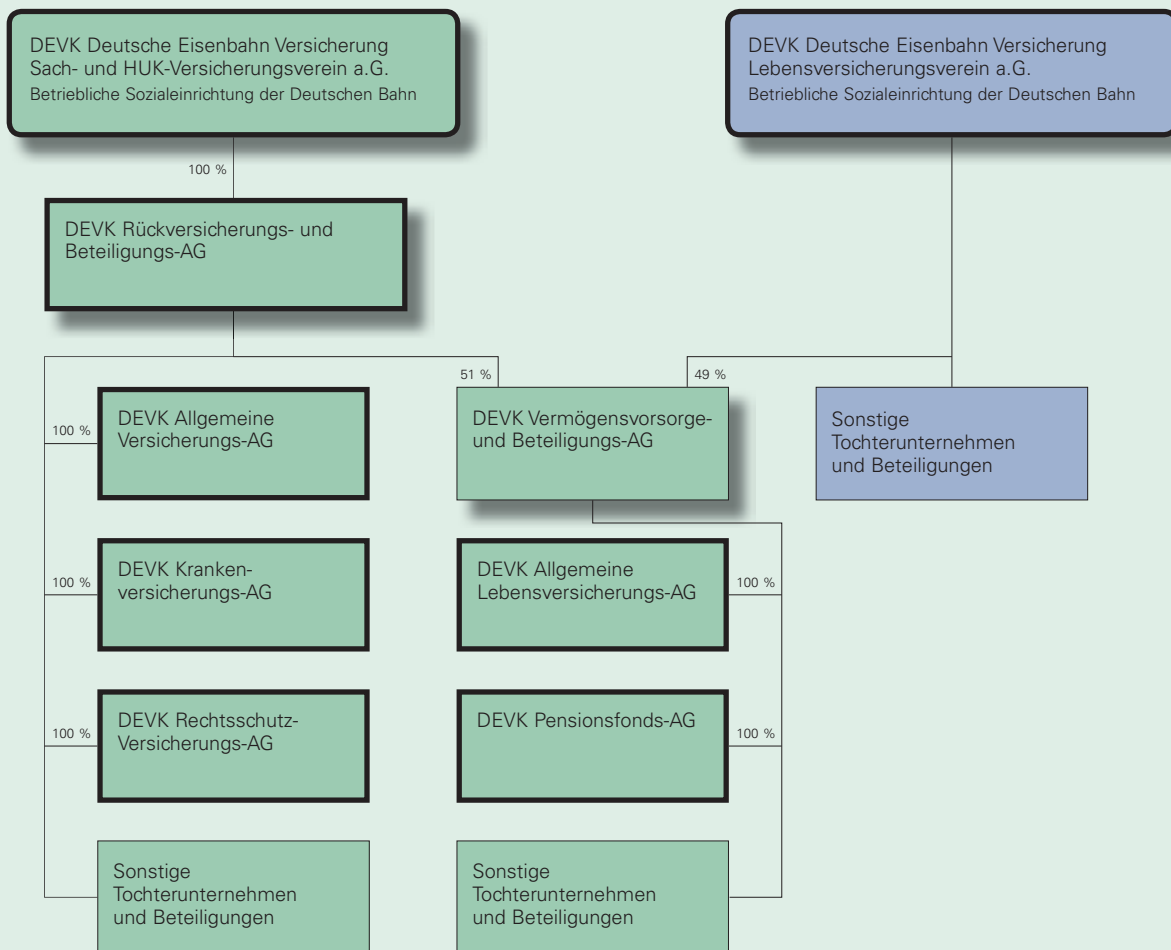 DEVK Deutsche Eisenbahn Versicherung
Sach- und HUK-Versicherungsverein a.G.
Betriebliche Sozialeinrichtung der Deutschen Bahn
DEVK Deutsche Eisenbahn Versicherung
Lebensversicherungsverein a.G.
Betriebliche Sozialeinrichtung der Deutschen Bahn
100 %
DEVK Rückversicherungs- und
Beteiligungs-AG
51 %
49 %
100 %
DEVK Allgemeine
Versicherungs-AG
DEVK Vermögensvorsorge-
und Beteiligungs-AG
Sonstige
Tochterunternehmen
und Beteiligungen
100 %
DEVK Kranken-
versicherungs-AG
DEVK Allgemeine
Lebensversicherungs-AG
100 %
100 %
DEVK Rechtsschutz-
Versicherungs-AG
DEVK Pensionsfonds-AG
100 %
Sonstige
Tochterunternehmen
und Beteiligungen
Sonstige
Tochterunternehmen
und Beteiligungen